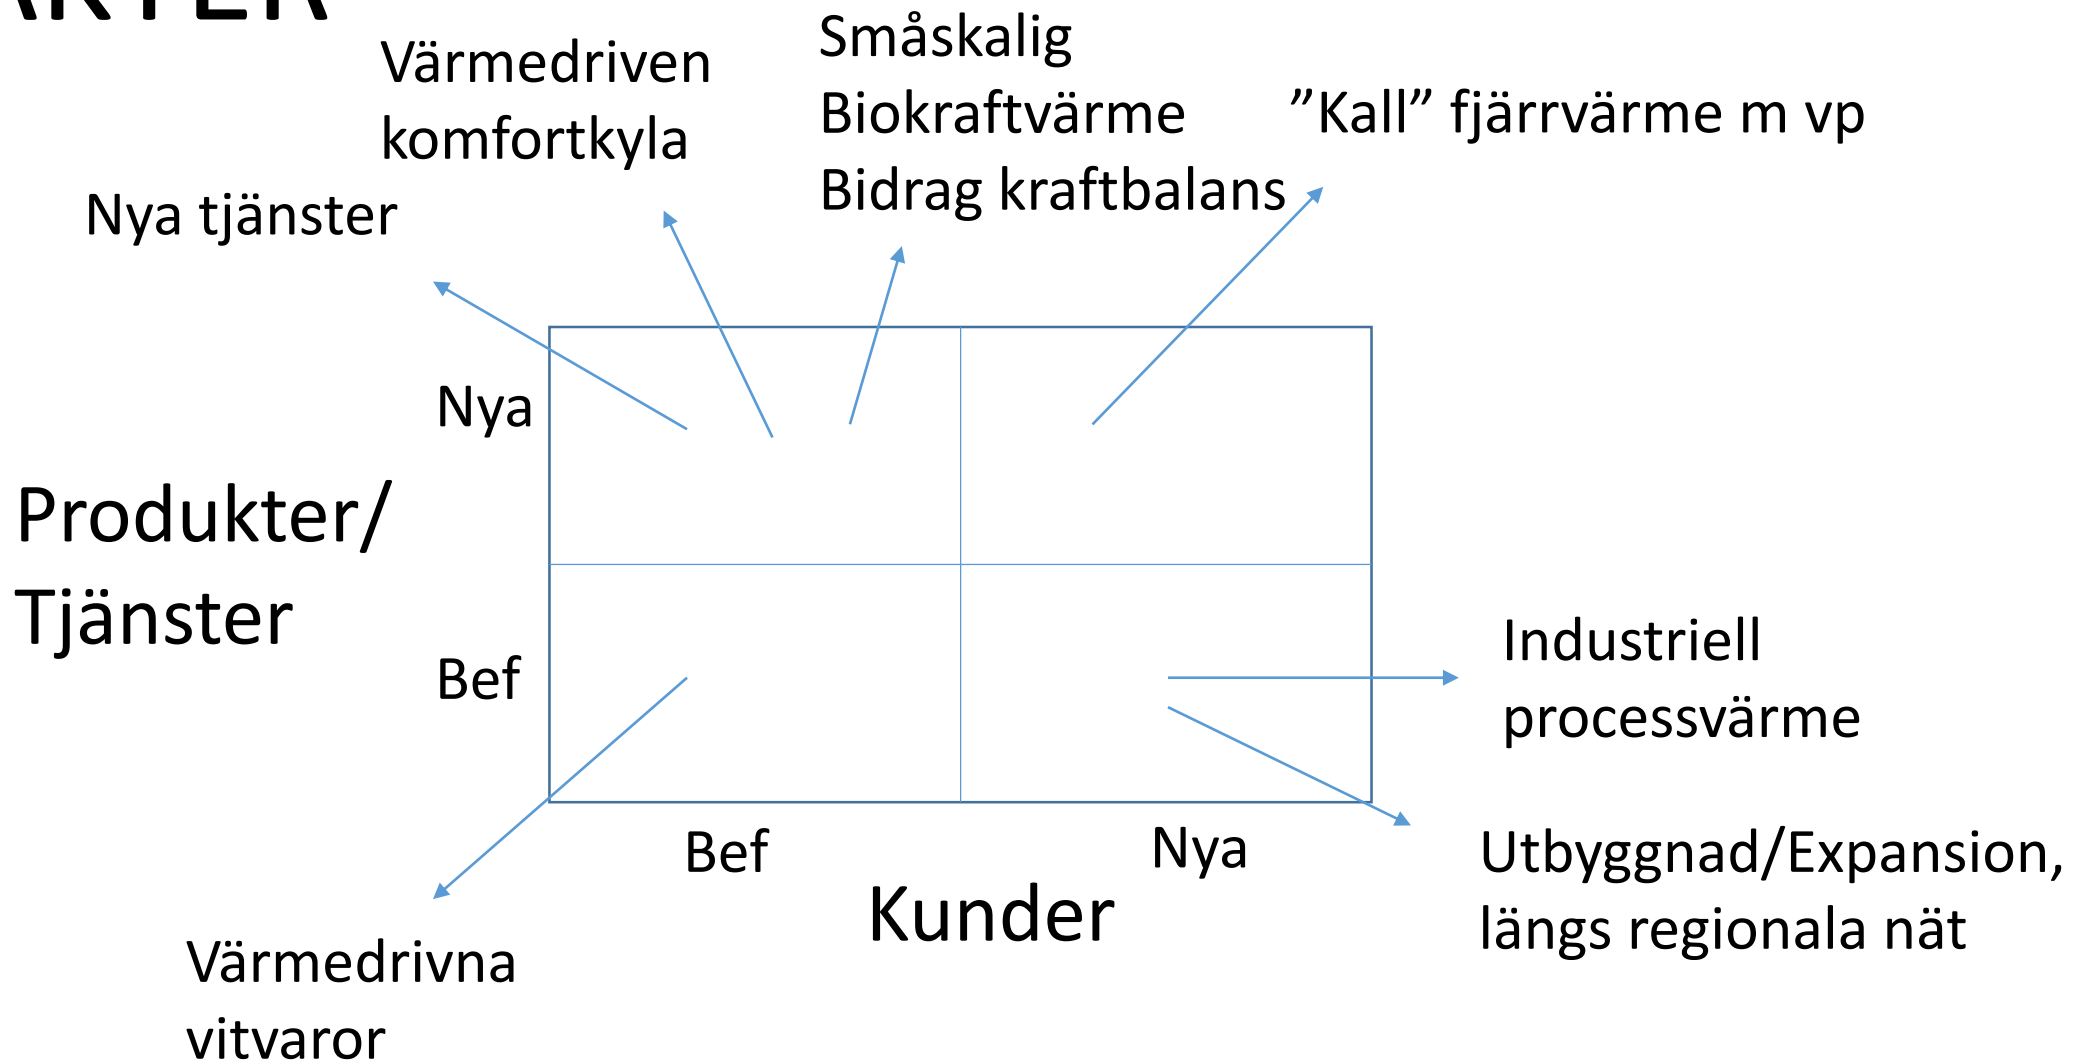 Värmedriven
komfortkyla
Småskalig
Biokraftvärme
Bidrag kraftbalans
”Kall” fjärrvärme m vp
Nya tjänster
Nya
Produkter/
Tjänster
Bef
Industriell
processvärme
Bef
Nya
Kunder
Utbyggnad/Expansion,
längs regionala nät
Värmedrivna
vitvaror